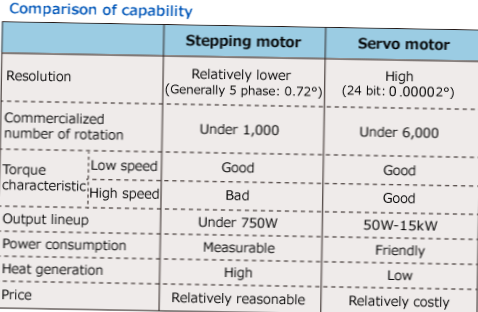 Comparison of capability
Stepping motor Servo motor
Resolution Relatively lower High
(Generally 5 phase: 0.72°) (24 bit: 0.00002°)
Commercialized
number of rotation Under 1,000 Under 6,000
Torque
characteristic Low speed Good Good
High speed Bad Good
Output lineup Under 750W 50W-15kW
Power consumption Measurable Friendly
Heat generation High Low
Price Relatively reasonable Relatively costly